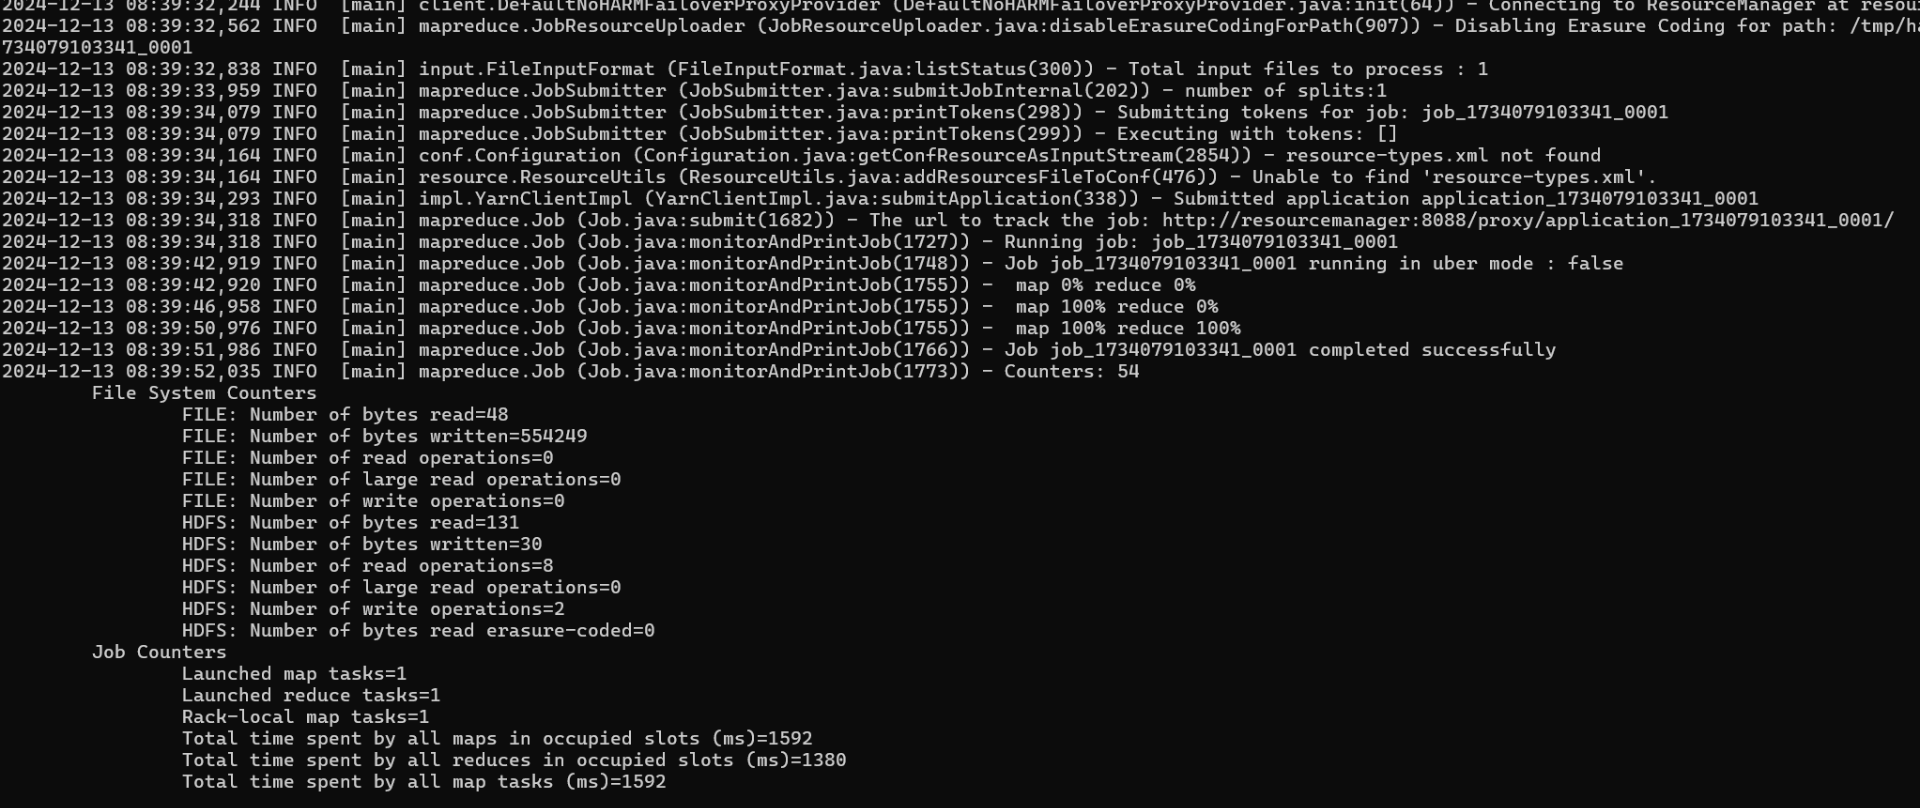 2024-12-13 08:39:32,244 INFO  [main] client.DefaultNoHARMFailoverProxyProvider (DefaultNoHARMFailoverProxyProvider.java:init(64)) - Connecting to ResourceManager at resou
2024-12-13 08:39:32,562 INFO  [main] mapreduce.JobResourceUploader (JobResourceUploader.java:disableErasureCodingForPath(907)) - Disabling Erasure Coding for path: /tmp/ha
734079103341_0001
2024-12-13 08:39:32,838 INFO  [main] input.FileInputFormat (FileInputFormat.java:listStatus(300)) - Total input files to process : 1
2024-12-13 08:39:33,959 INFO  [main] mapreduce.JobSubmitter (JobSubmitter.java:submitJobInternal(202)) - number of splits:1
2024-12-13 08:39:34,079 INFO  [main] mapreduce.JobSubmitter (JobSubmitter.java:printTokens(298)) - Submitting tokens for job: job_1734079103341_0001
2024-12-13 08:39:34,079 INFO  [main] mapreduce.JobSubmitter (JobSubmitter.java:printTokens(299)) - Executing with tokens: []
2024-12-13 08:39:34,164 INFO  [main] conf.Configuration (Configuration.java:getConfResourceAsInputStream(2854)) - resource-types.xml not found
2024-12-13 08:39:34,164 INFO  [main] resource.ResourceUtils (ResourceUtils.java:addResourcesFileToConf(476)) - Unable to find 'resource-types.xml'.
2024-12-13 08:39:34,293 INFO  [main] impl.YarnClientImpl (YarnClientImpl.java:submitApplication(338)) - Submitted application application_1734079103341_0001
2024-12-13 08:39:34,318 INFO  [main] mapreduce.Job (Job.java:submit(1682)) - The url to track the job: http://resourcemanager:8088/proxy/application_1734079103341_0001/
2024-12-13 08:39:34,318 INFO  [main] mapreduce.Job (Job.java:monitorAndPrintJob(1727)) - Running job: job_1734079103341_0001
2024-12-13 08:39:42,919 INFO  [main] mapreduce.Job (Job.java:monitorAndPrintJob(1748)) - Job job_1734079103341_0001 running in uber mode : false
2024-12-13 08:39:42,920 INFO  [main] mapreduce.Job (Job.java:monitorAndPrintJob(1755)) -  map 0% reduce 0%
2024-12-13 08:39:46,958 INFO  [main] mapreduce.Job (Job.java:monitorAndPrintJob(1755)) -  map 100% reduce 0%
2024-12-13 08:39:50,976 INFO  [main] mapreduce.Job (Job.java:monitorAndPrintJob(1755)) -  map 100% reduce 100%
2024-12-13 08:39:51,986 INFO  [main] mapreduce.Job (Job.java:monitorAndPrintJob(1766)) - Job job_1734079103341_0001 completed successfully
2024-12-13 08:39:52,035 INFO  [main] mapreduce.Job (Job.java:monitorAndPrintJob(1773)) - Counters: 54
File System Counters
FILE: Number of bytes read=48
FILE: Number of bytes written=554249
FILE: Number of read operations=0
FILE: Number of large read operations=0
FILE: Number of write operations=0
HDFS: Number of bytes read=131
HDFS: Number of bytes written=30
HDFS: Number of read operations=8
HDFS: Number of large read operations=0
HDFS: Number of write operations=2
HDFS: Number of bytes read erasure-coded=0
Job Counters
Launched map tasks=1
Launched reduce tasks=1
Rack-local map tasks=1
Total time spent by all maps in occupied slots (ms)=1592
Total time spent by all reduces in occupied slots (ms)=1380
Total time spent by all map tasks (ms)=1592